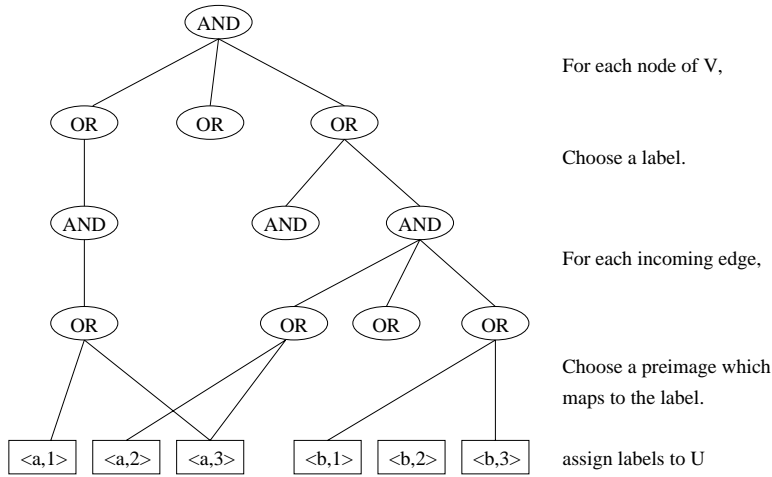 AND
For each node of V,
OR OR OR
Choose a label.
AND AND AND
For each incoming edge,
OR OR OR OR
Choose a preimage which
maps to the label.
<a,1> <a,2> <a,3> <b,1> <b,2> <b,3> assign labels to U